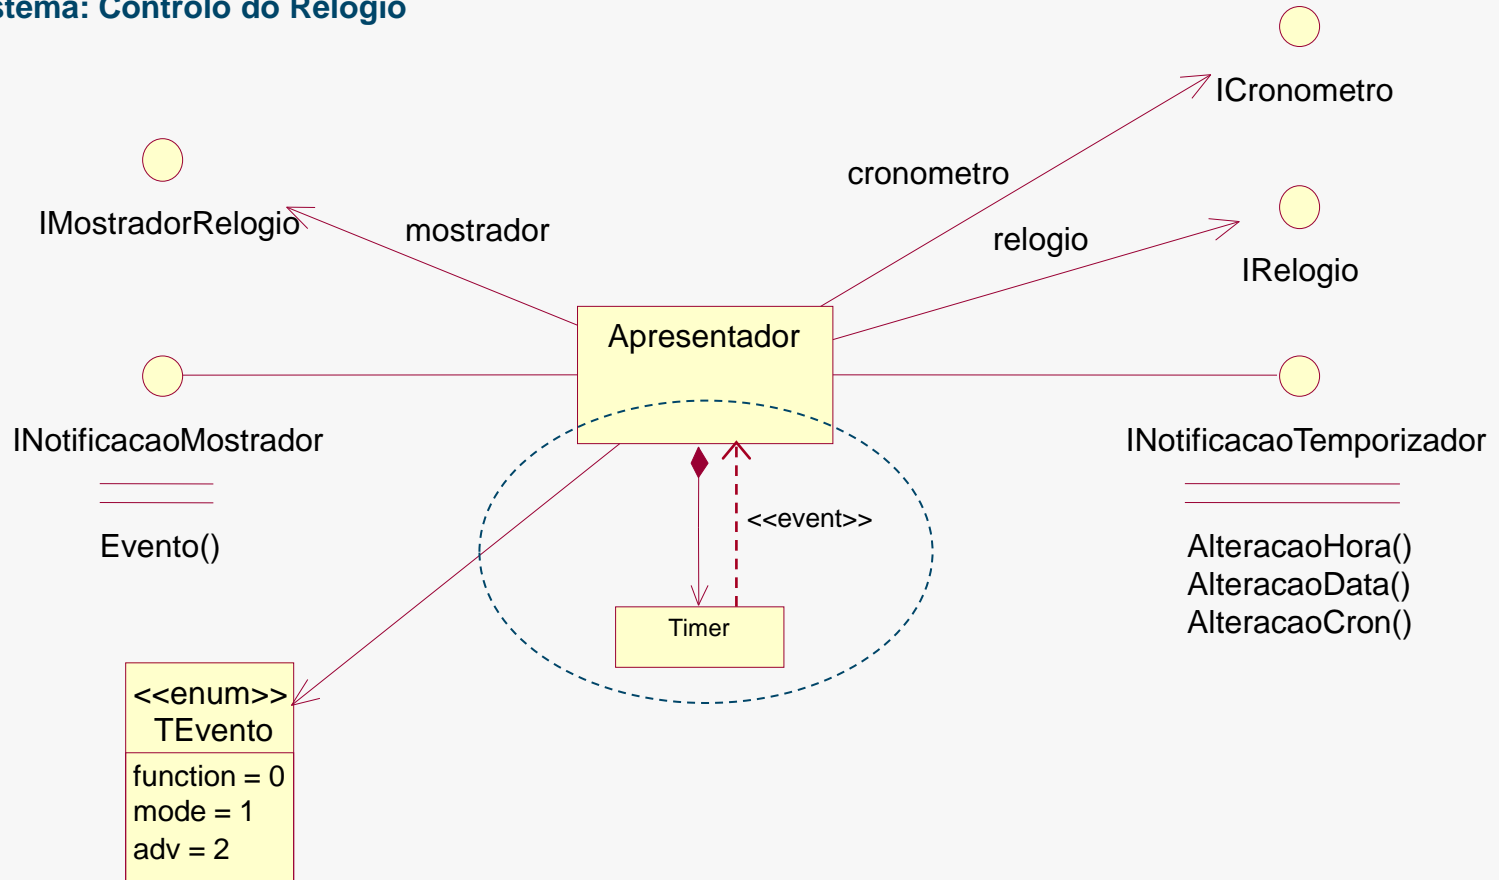 stema: Controlo do Relógio
ICronometro
cronometro
IMostradorRelogio
mostrador
relogio
IRelogio
Apresentador
INotificacaoMostrador
INotificacaoTemporizador
<<event>>
Evento()
AlteracaoHora()
AlteracaoData()
AlteracaoCron()
Timer
<<enum>>
TEvento
function = 0
mode = 1
adv = 2